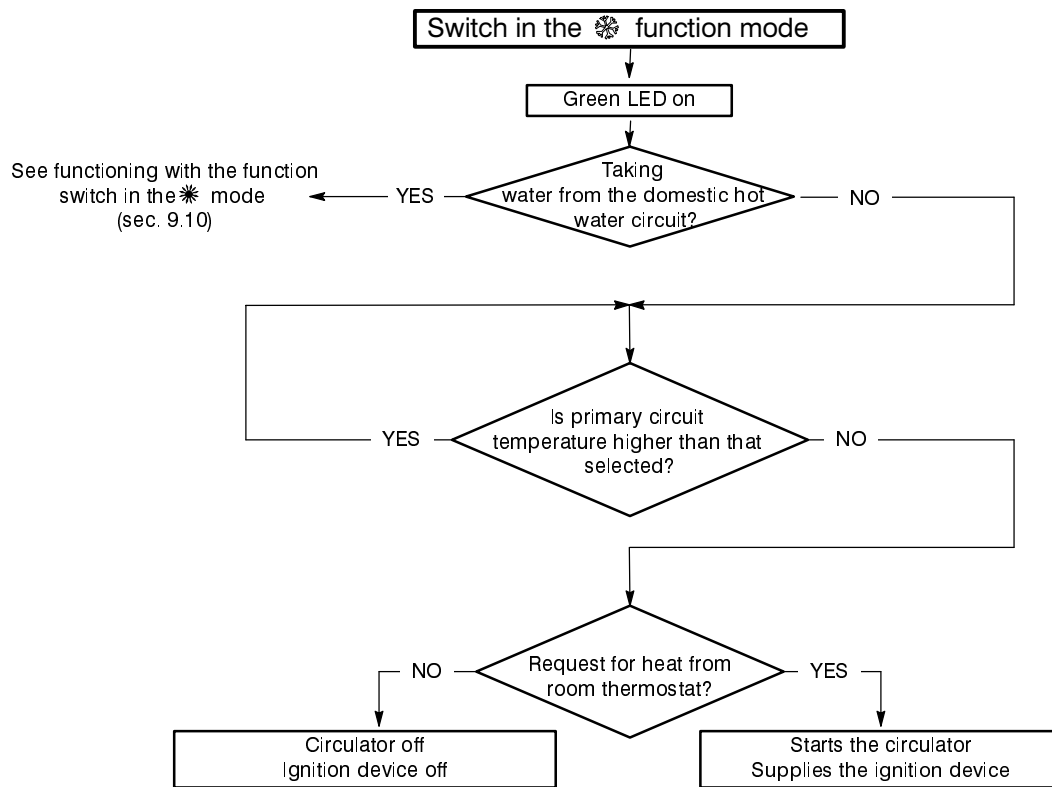 Switch in the ❄ function mode
Green LED on
Taking
water from the domestic hot
water circuit?
YES
NO
See functioning with the function
switch in the ☀ mode
(sec. 9.10)
Is primary circuit
temperature higher than that
selected?
YES
NO
Request for heat from
room thermostat?
NO
YES
Circulator off
Ignition device off
Starts the circulator
Supplies the ignition device